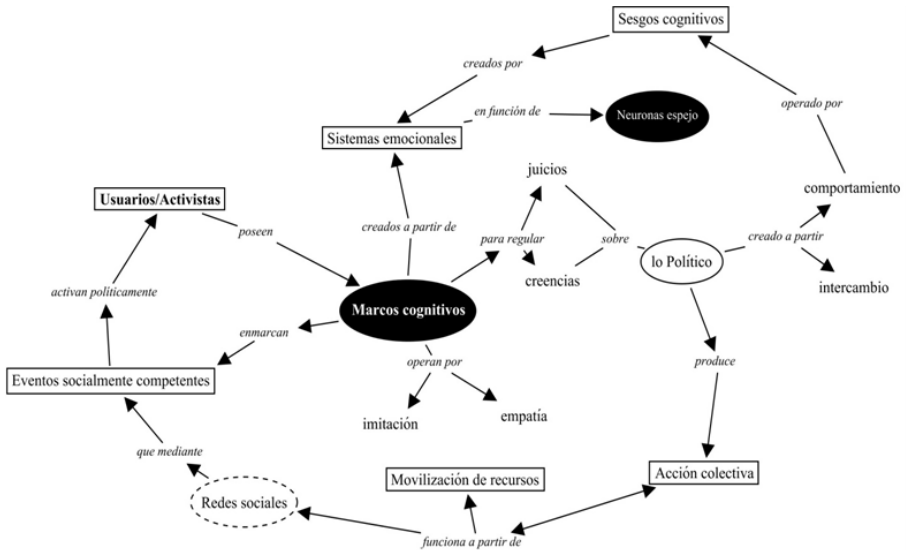 Sesgos cognitivos
creados por
operado por
en función de
Neuronas espejo
Sistemas emocionales
juicios
comportamiento
Usuarios/Activistas
poseen
creados a partir de
para regular
sobre
creado a partir
lo Político
creencias
intercambio
activan políticamente
Marcos cognitivos
enmarcan
operan por
produce
Eventos socialmente competentes
imitación
empatía
que mediante
Movilización de recursos
Acción colectiva
Redes sociales
funciona a partir de